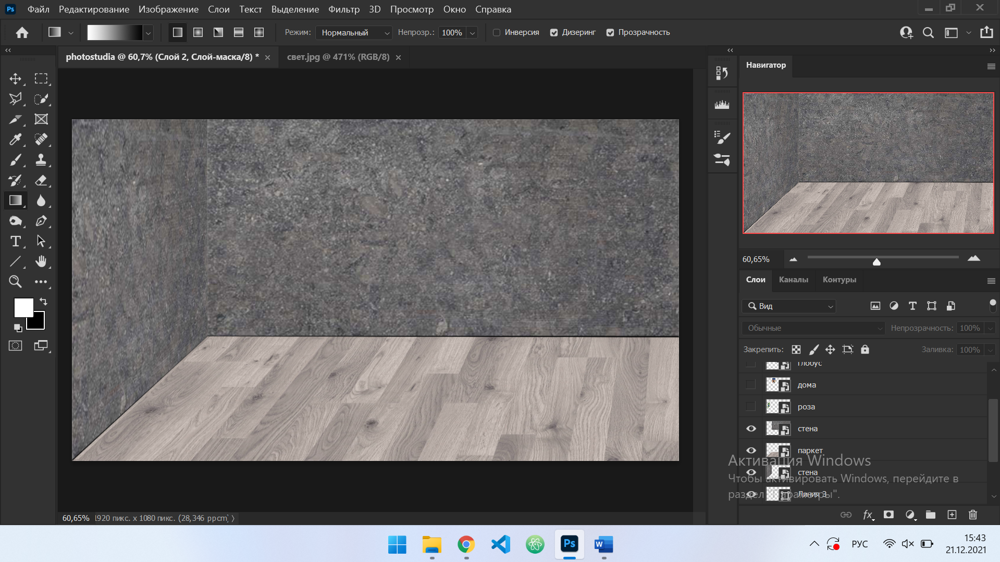 Ps Файл Редактирование Изображение Слои Текст Выделение Фильтр 3D Просмотр Окно Справка
Режим: Нормальный Непрозр.: 100% Инверсия Дизеринг Прозрачность
photostudia @ 60,7% (Слой 2, Слой-маска/8) * × свет.jpg @ 471% (RGB/8) ×
Навигатор
60,65%
Слои Каналы Контуры
Вид
Обычные Непрозрачность: 100%
Закрепить: Заливка: 100%
глобус
дома
роза
стена
паркет
стена
Линия 3
Активация Windows
Чтобы активировать Windows, перейдите в
раздел "Параметры".
60,65% 1920 пикс. x 1080 пикс. (28,346 ppcm)
fx
Ps W РУС 15:43
21.12.2021